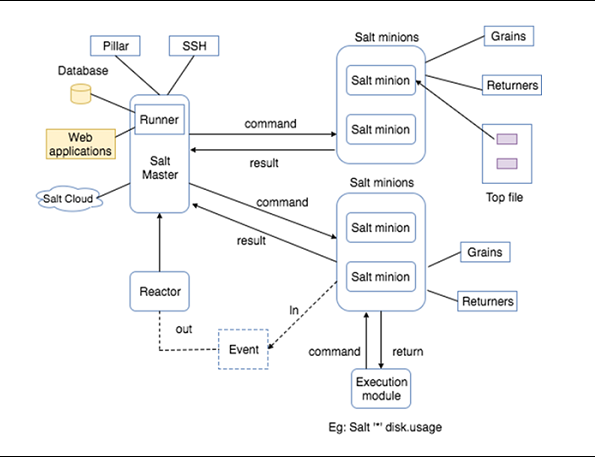 Pillar
SSH
Salt minions
Grains
Database
Salt minion
Returners
Runner
command
Web
applications
Salt minion
Salt
Master
result
Top file
Salt minions
Salt Cloud
command
Salt minion
result
Grains
Salt minion
Reactor
Returners
In
out
Event
command
return
Execution
module
Eg: Salt '*' disk.usage